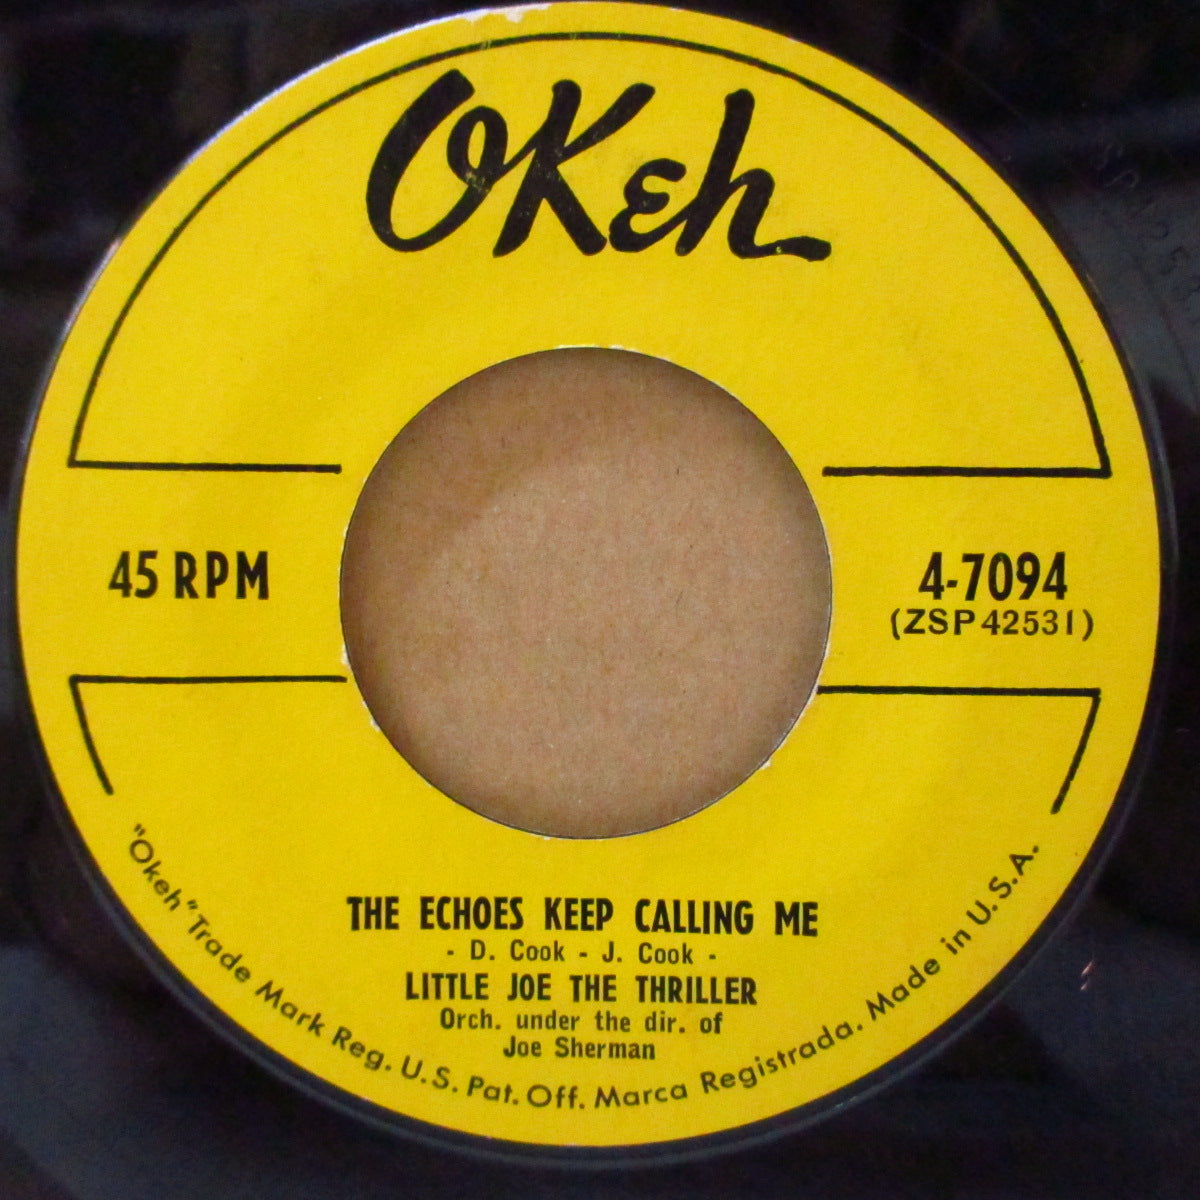 OKeh
45 RPM
4-7094
(ZSP 42531)
THE ECHOES KEEP CALLING ME
- D. Cook - J. Cook -
LITTLE JOE THE THRILLER
Orch. under the dir. of
Joe Sherman
"Okeh" Trade Mark Reg. U.S. Pat. Off. Marca Registrada. Made in U.S.A.